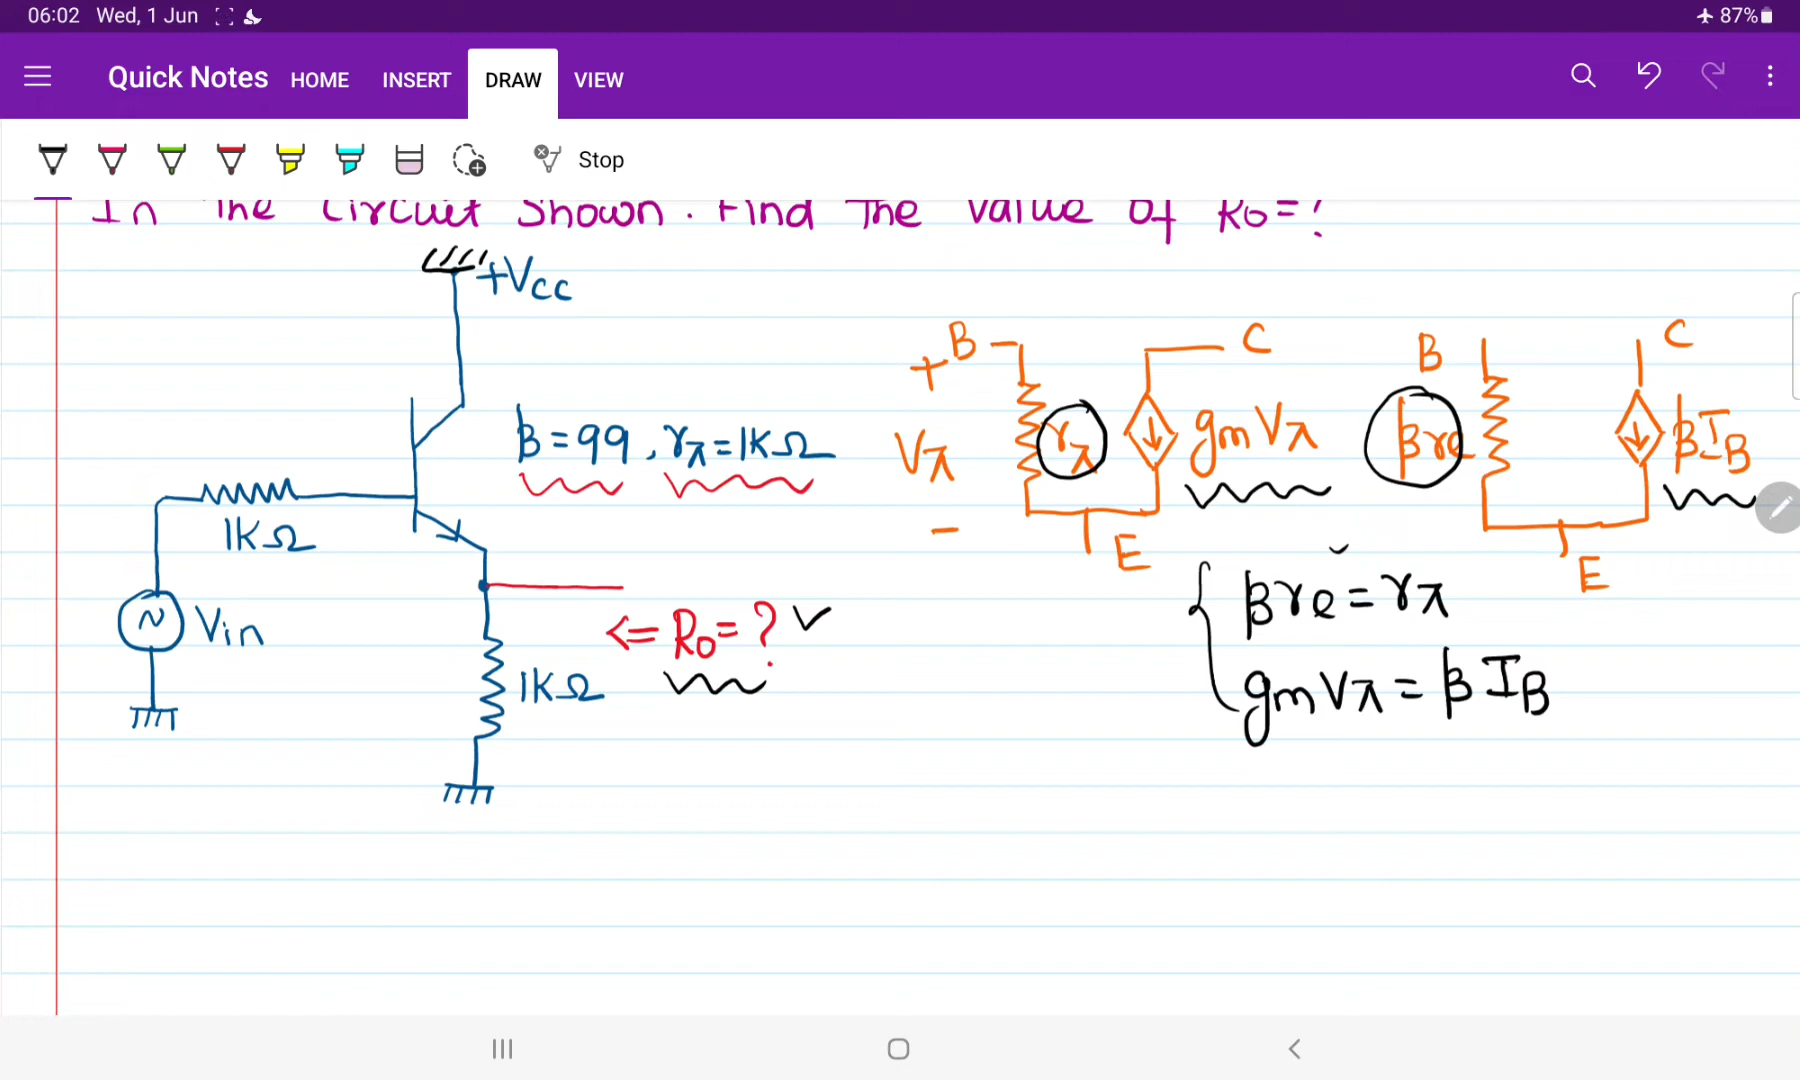 06:02 Wed, 1 Jun
87%
Quick Notes HOME INSERT DRAW VIEW
Stop
In The Circuit Shown. Find The Value Of Ro=?
+Vcc
β=99, rπ=1KΩ
1KΩ
Vin
<= Ro=? ✓
1KΩ
+ B C
Vπ rπ gmVπ
−
E
B C
βre βIB
E
βre = rπ
gmVπ = βIB